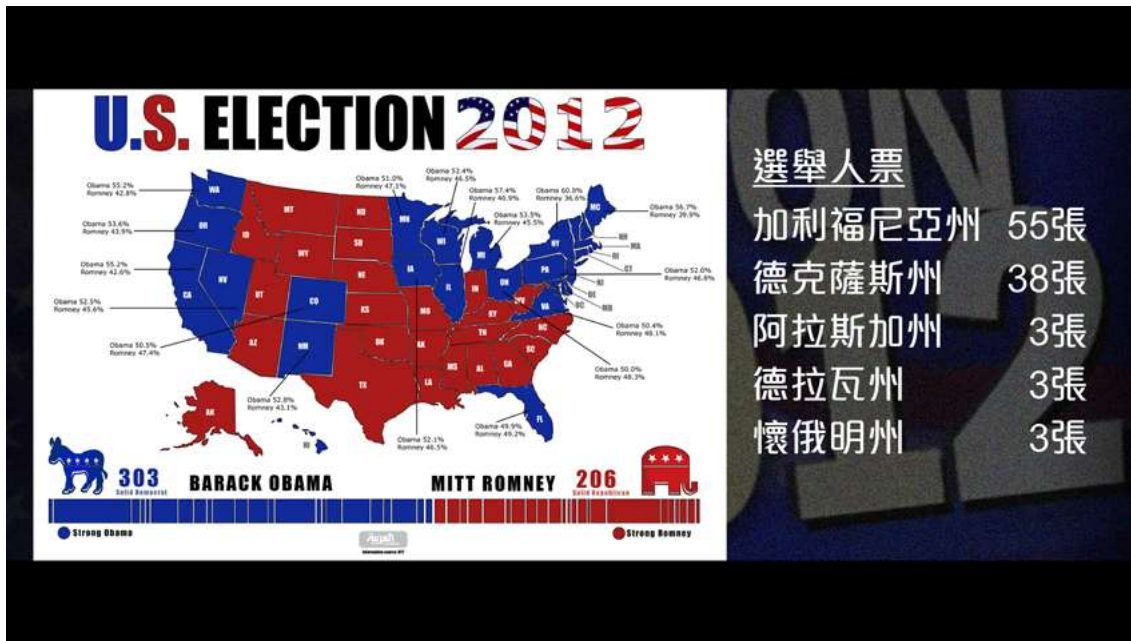 U.S. ELECTION 2012
Obama 55.2%
Romney 42.8%
Obama 53.6%
Romney 43.9%
Obama 55.2%
Romney 42.6%
Obama 52.5%
Romney 45.6%
Obama 50.5%
Romney 47.4%
Obama 52.8%
Romney 43.1%
Obama 51.0%
Romney 47.1%
Obama 52.4%
Romney 46.5%
Obama 57.4%
Romney 40.9%
Obama 53.5%
Romney 45.5%
Obama 60.8%
Romney 36.6%
Obama 56.7%
Romney 39.9%
Obama 52.0%
Romney 46.8%
Obama 50.4%
Romney 48.1%
Obama 50.0%
Romney 48.3%
Obama 49.9%
Romney 49.2%
Obama 52.1%
Romney 46.5%
WA
OR
CA
NV
ID
MT
WY
UT
AZ
CO
NM
ND
SD
NE
KS
OK
TX
MN
IA
MO
AR
LA
WI
IL
MI
IN
OH
KY
TN
MS
AL
GA
FL
SC
NC
VA
WV
PA
NY
NH
MA
RI
CT
NJ
DE
MD
DC
AK
HI
303
Solid Democrat
BARACK OBAMA
MITT ROMNEY
206
Solid Republican
Strong Obama
Strong Romney
選舉人票
加利福尼亞州 55張
德克薩斯州 38張
阿拉斯加州 3張
德拉瓦州 3張
懷俄明州 3張